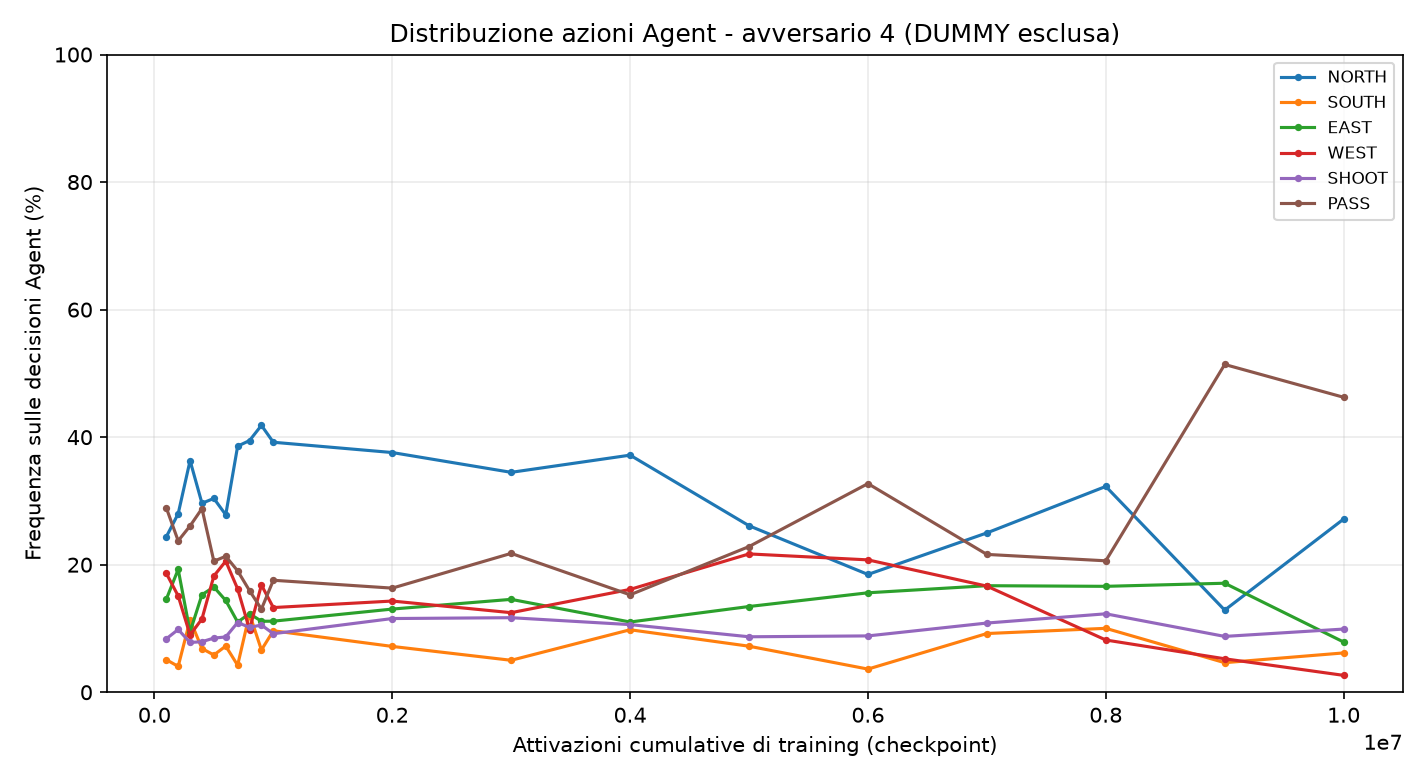 Distribuzione azioni Agent - avversario 4 (DUMMY esclusa)
Frequenza sulle decisioni Agent (%)
100
80
60
40
20
0
NORTH
SOUTH
EAST
WEST
SHOOT
PASS
0.0 0.2 0.4 0.6 0.8 1.0
1e7
Attivazioni cumulative di training (checkpoint)